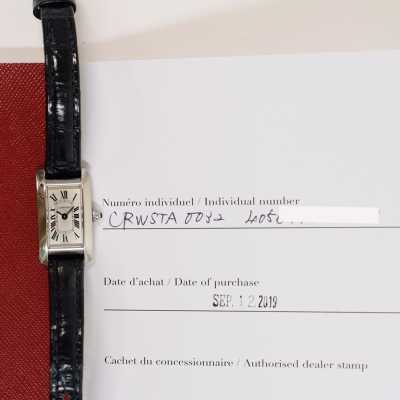 Numéro individuel / Individual number
CRWSTA0032 405
Date d'achat / Date of purchase
SEP. 12 2019
Cachet du concessionnaire / Authorised dealer stamp